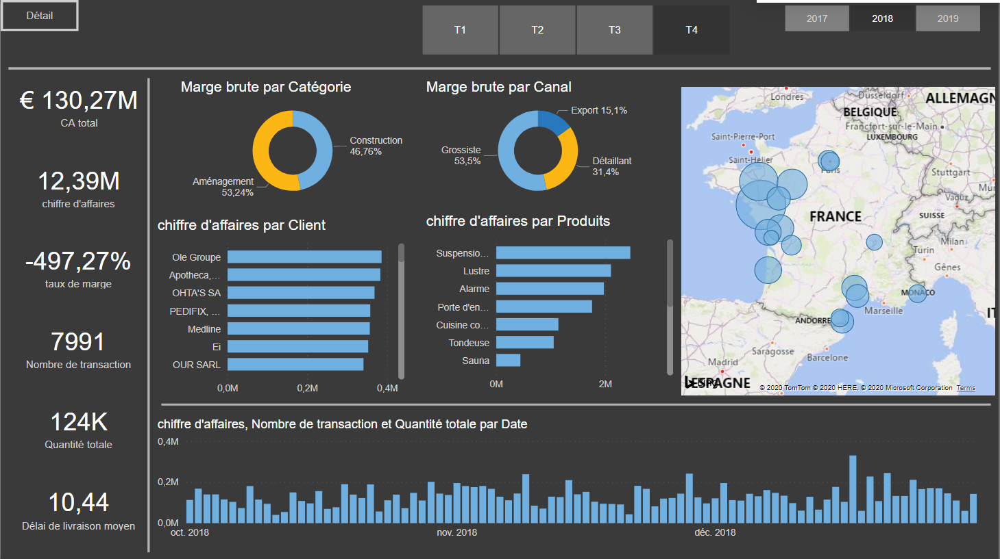 Détail
T1
T2
T3
T4
2017
2018
2019
€ 130,27M
CA total
12,39M
chiffre d'affaires
-497,27%
taux de marge
7991
Nombre de transaction
124K
Quantité totale
10,44
Délai de livraison moyen
Marge brute par Catégorie
Construction
46,76%
Aménagement
53,24%
Marge brute par Canal
Export 15,1%
Grossiste
53,5%
Détaillant
31,4%
chiffre d'affaires par Client
Ole Groupe
Apotheca,...
OHTA'S SA
PEDIFIX, ...
Medline
Ei
OUR SARL
0,0M
0,2M
0,4M
chiffre d'affaires par Produits
Suspensio...
Lustre
Alarme
Porte d'en...
Cuisine co...
Tondeuse
Sauna
0M
2M
Londres
Düsseldorf
ALLEMAGN
BELGIQUE
Francfort-sur-le-Main
LUXEMBOURG
Saint-Pierre-Port
Saint-Hélier
Paris
Stuttgart
Mur
Vaduz
FRANCE
SUISSE
Milan
Turin
Gênes
MONACO
Marseille
IT
ANDORRE
Saragosse
Barcelone
Madrid
ESPAGNE
© 2020 TomTom © 2020 HERE, © 2020 Microsoft Corporation Terms
chiffre d'affaires, Nombre de transaction et Quantité totale par Date
0,4M
0,2M
0,0M
oct. 2018
nov. 2018
déc. 2018